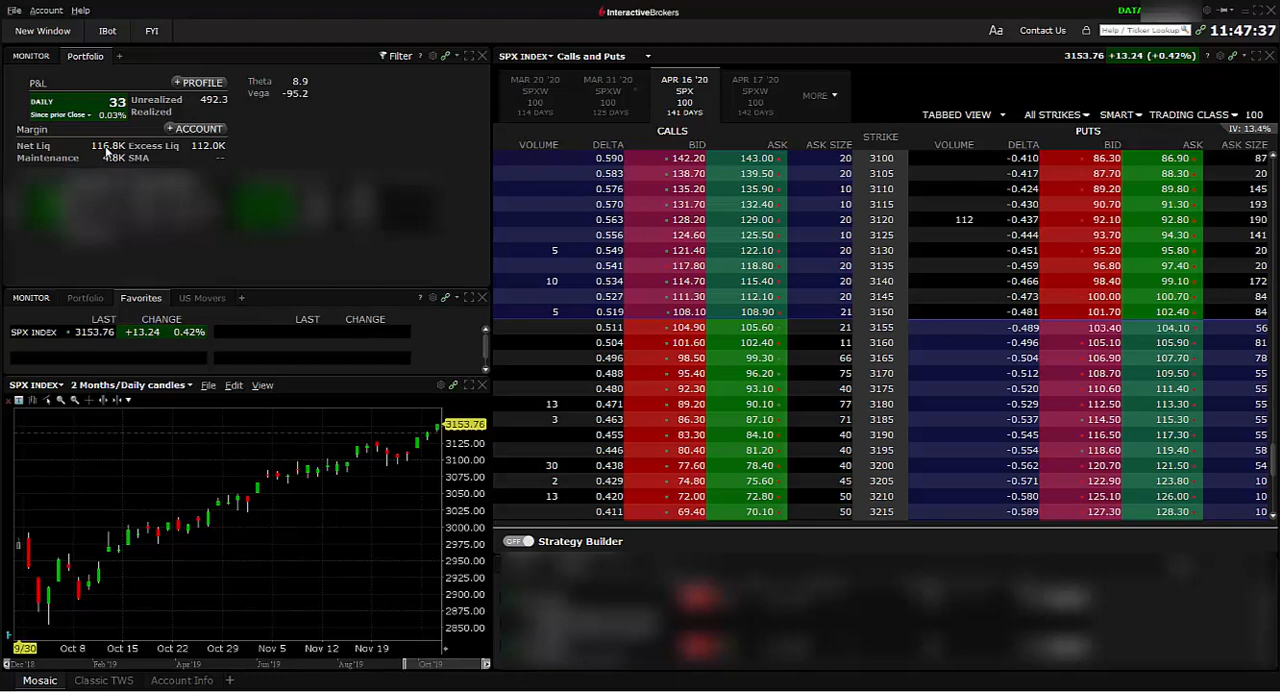 File Account Help
InteractiveBrokers
DATA
New Window IBot FYI
Aa Contact Us Help / Ticker Lookup 11:47:37
MONITOR Portfolio + Filter ?
P&L + PROFILE Theta 8.9
DAILY 33 Unrealized 492.3 Vega -95.2
Since prior Close 0.03% Realized
Margin + ACCOUNT
Net Liq 116.8K Excess Liq 112.0K
Maintenance SMA --
MONITOR Portfolio Favorites US Movers + ?
LAST CHANGE LAST CHANGE
SPX INDEX 3153.76 +13.24 0.42%
SPX INDEX 2 Months/Daily candles File Edit View
3153.76
3125.00
3100.00
3075.00
3050.00
3025.00
3000.00
2975.00
2950.00
2925.00
2900.00
2875.00
2850.00
9/30 Oct 8 Oct 15 Oct 22 Oct 29 Nov 5 Nov 12 Nov 19
Dec '18 Feb '19 Apr '19 Jun '19 Aug '19 Oct '19
SPX INDEX Calls and Puts 3153.76 +13.24 (+0.42%) ?
MAR 20 '20 MAR 31 '20 APR 16 '20 APR 17 '20
SPXW SPXW SPX SPXW
100 100 100 100 MORE
114 DAYS 125 DAYS 141 DAYS 142 DAYS
TABBED VIEW All STRIKES SMART TRADING CLASS 100
CALLS PUTS IV: 13.4%
VOLUME DELTA BID ASK ASK SIZE STRIKE VOLUME DELTA BID ASK ASK SIZE
0.590 142.20 143.00 20 3100 -0.410 86.30 86.90 87
0.583 138.70 139.50 20 3105 -0.417 87.70 88.30 20
0.576 135.20 135.90 10 3110 -0.424 89.20 89.80 145
0.570 131.70 132.40 10 3115 -0.430 90.70 91.30 193
0.563 128.20 129.00 20 3120 112 -0.437 92.10 92.80 190
0.556 124.60 125.50 10 3125 -0.444 93.70 94.30 141
5 0.549 121.40 122.10 20 3130 -0.451 95.20 95.80 20
0.541 117.80 118.80 20 3135 -0.459 96.80 97.40 20
10 0.534 114.70 115.40 20 3140 -0.466 98.40 99.10 172
0.527 111.30 112.10 20 3145 -0.473 100.00 100.70 84
5 0.519 108.10 108.90 21 3150 -0.481 101.70 102.40 84
0.511 104.90 105.60 21 3155 -0.489 103.40 104.10 56
0.504 101.60 102.40 11 3160 -0.496 105.10 105.90 81
0.496 98.50 99.30 66 3165 -0.504 106.90 107.70 78
0.488 95.40 96.20 75 3170 -0.512 108.70 109.50 55
0.480 92.30 93.10 40 3175 -0.520 110.60 111.40 55
13 0.471 89.20 90.10 77 3180 -0.529 112.50 113.30 55
3 0.463 86.30 87.10 77 3185 -0.537 114.50 115.30 55
0.455 83.30 84.10 40 3190 -0.545 116.50 117.30 55
0.446 80.40 81.20 40 3195 -0.554 118.60 119.40 58
30 0.438 77.60 78.40 40 3200 -0.562 120.70 121.50 54
2 0.429 74.80 75.60 45 3205 -0.571 122.90 123.80 10
13 0.420 72.00 72.80 50 3210 -0.580 125.10 126.00 10
0.411 69.40 70.10 50 3215 -0.589 127.30 128.30 10
OFF Strategy Builder
Mosaic Classic TWS Account Info +